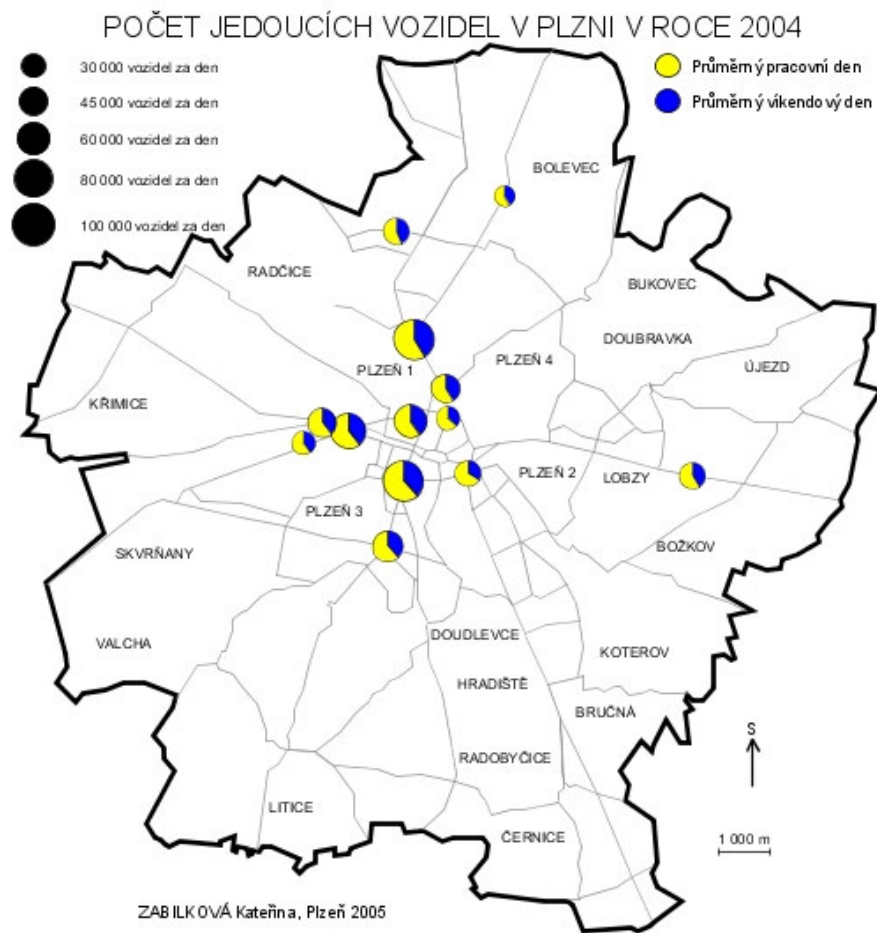 POČET JEDOUCÍCH VOZIDEL V PLZNI V ROCE 2004
30 000 vozidel za den
45 000 vozidel za den
60 000 vozidel za den
80 000 vozidel za den
100 000 vozidel za den
Průměrný pracovní den
Průměrný víkendový den
BOLEVEC
RADČICE
BUKOVEC
DOUBRAVKA
PLZEŇ 4
ÚJEZD
PLZEŇ 1
KŘIMICE
PLZEŇ 2
LOBZY
PLZEŇ 3
BOŽKOV
SKVRŇANY
VALCHA
DOUDLEVCE
KOTEROV
HRADIŠTĚ
BRUČNÁ
S
RADOBYČICE
LITICE
ČERNICE
1 000 m
ZABILKOVÁ Kateřina, Plzeň 2005